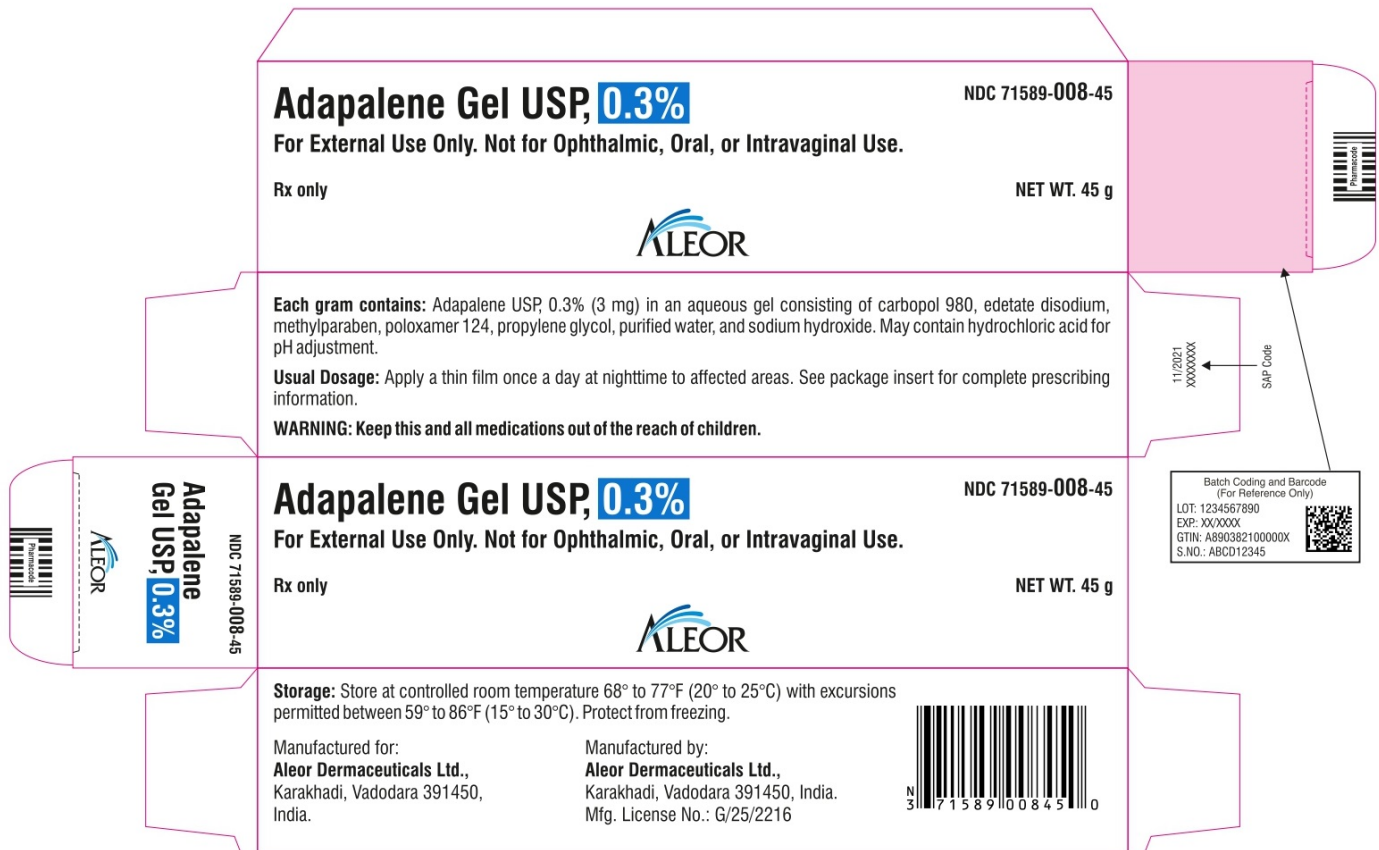 Adapalene Gel USP, 0.3%
NDC 71589-008-45
For External Use Only. Not for Ophthalmic, Oral, or Intravaginal Use.
Rx only
NET WT. 45 g
ALEOR
Pharmacode
Each gram contains: Adapalene USP, 0.3% (3 mg) in an aqueous gel consisting of carbopol 980, edetate disodium,
methylparaben, poloxamer 124, propylene glycol, purified water, and sodium hydroxide. May contain hydrochloric acid for
pH adjustment.
Usual Dosage: Apply a thin film once a day at nighttime to affected areas. See package insert for complete prescribing
information.
WARNING: Keep this and all medications out of the reach of children.
11/2021
XXXXXXX
SAP Code
Adapalene Gel USP, 0.3%
NDC 71589-008-45
For External Use Only. Not for Ophthalmic, Oral, or Intravaginal Use.
Rx only
NET WT. 45 g
ALEOR
Batch Coding and Barcode
(For Reference Only)
LOT: 1234567890
EXP.: XX/XXXX
GTIN: A890382100000X
S.NO.: ABCD12345
NDC 71589-008-45
Adapalene
Gel USP, 0.3%
ALEOR
Pharmacode
Storage: Store at controlled room temperature 68° to 77°F (20° to 25°C) with excursions
permitted between 59° to 86°F (15° to 30°C). Protect from freezing.
Manufactured for:
Aleor Dermaceuticals Ltd.,
Karakhadi, Vadodara 391450,
India.
Manufactured by:
Aleor Dermaceuticals Ltd.,
Karakhadi, Vadodara 391450, India.
Mfg. License No.: G/25/2216
N
3 71589 00845 0